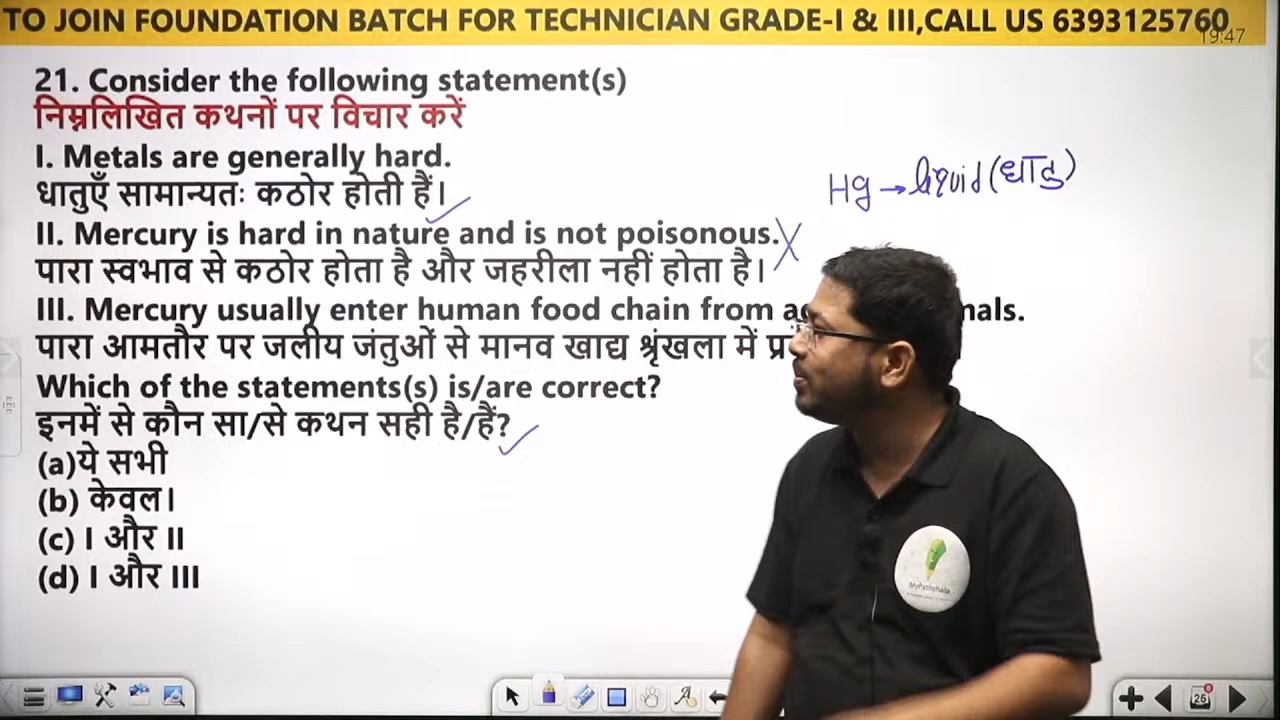 TO JOIN FOUNDATION BATCH FOR TECHNICIAN GRADE-I & III,CALL US 6393125760
19:47
21. Consider the following statement(s)
निम्नलिखित कथनों पर विचार करें
I. Metals are generally hard.
धातुएँ सामान्यतः कठोर होती हैं।
Hg → liquid (धातु)
II. Mercury is hard in nature and is not poisonous.
पारा स्वभाव से कठोर होता है और जहरीला नहीं होता है।
III. Mercury usually enter human food chain from
पारा आमतौर पर जलीय जंतुओं से मानव खाद्य श्रृंखला में
Which of the statements(s) is/are correct?
इनमें से कौन सा/से कथन सही है/हैं?
(a)ये सभी
(b) केवल।
(c) I और II
(d) I और III
MyPathshala
26